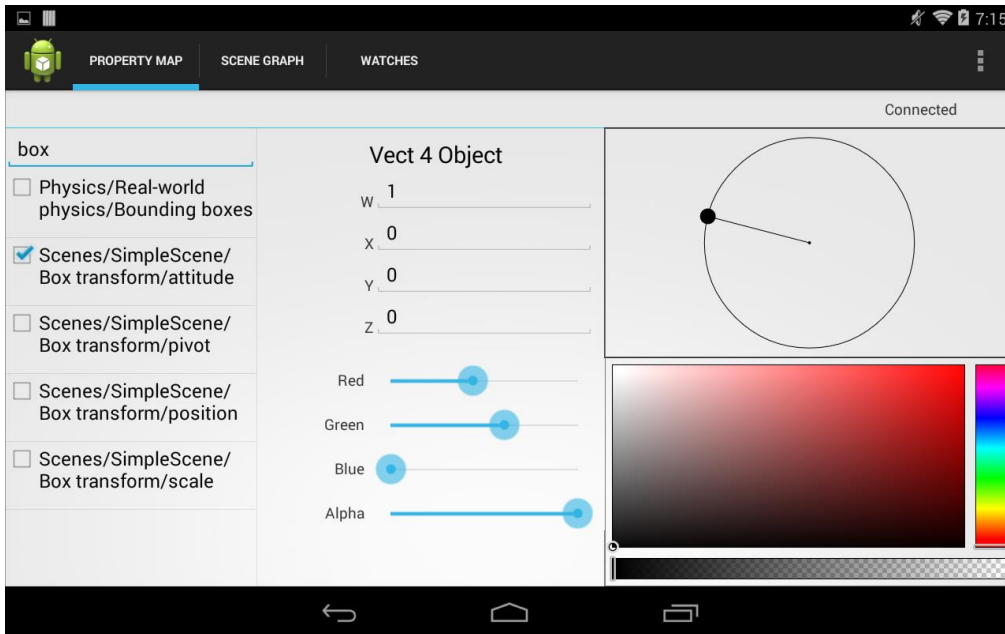 7:15
PROPERTY MAP
SCENE GRAPH
WATCHES
Connected
box
Physics/Real-world
physics/Bounding boxes
Scenes/SimpleScene/
Box transform/attitude
Scenes/SimpleScene/
Box transform/pivot
Scenes/SimpleScene/
Box transform/position
Scenes/SimpleScene/
Box transform/scale
Vect 4 Object
W 1
X 0
Y 0
Z 0
Red
Green
Blue
Alpha